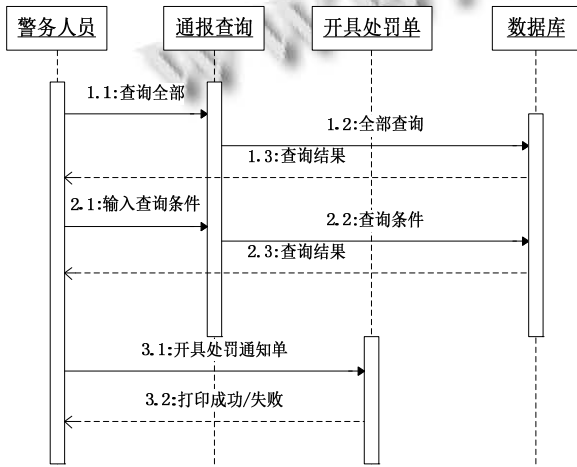 警务人员
通报查询
开具处罚单
数据库
1.1:查询全部
1.2:全部查询
1.3:查询结果
2.1:输入查询条件
2.2:查询条件
2.3:查询结果
3.1:开具处罚通知单
3.2:打印成功/失败